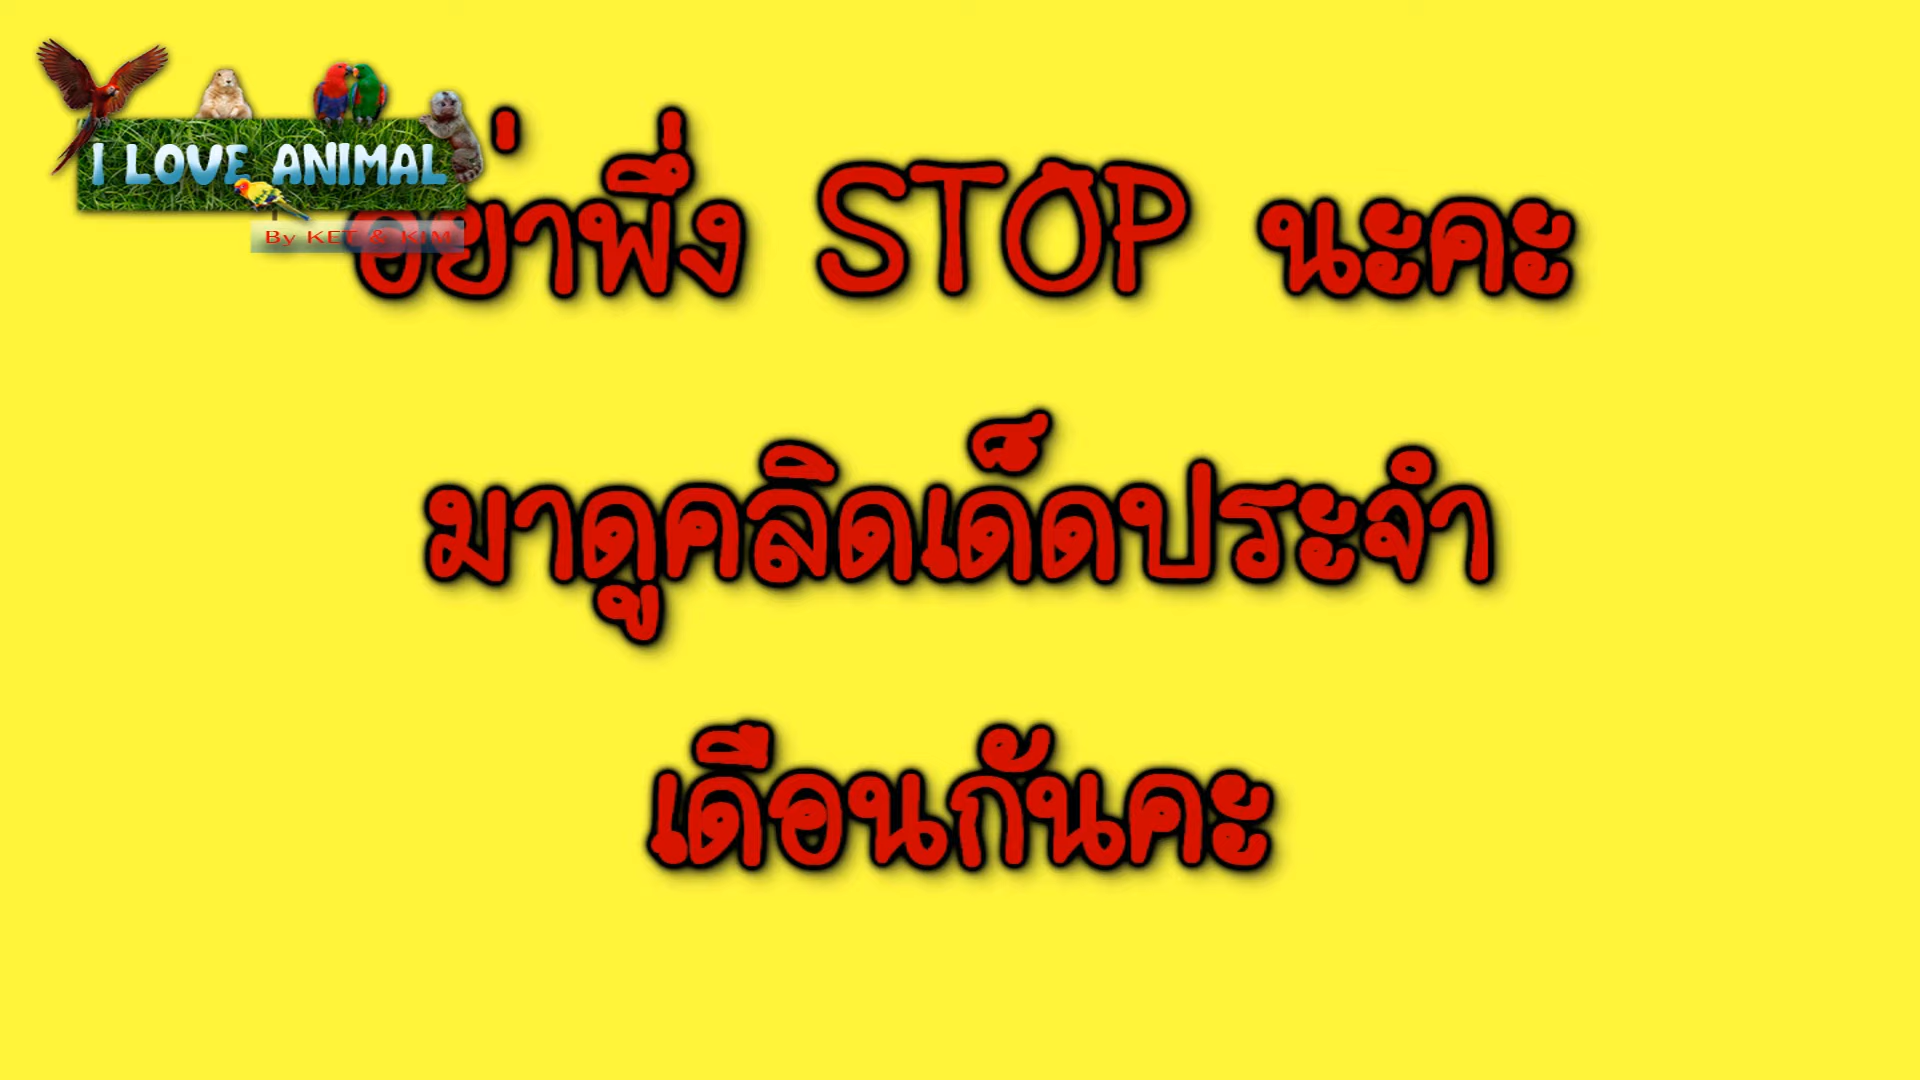 I LOVE ANIMAL
By KET & KIM
อย่าพึ่ง STOP นะคะ
มาดูคลิดเด็ดประจำ
เดือนกันคะ